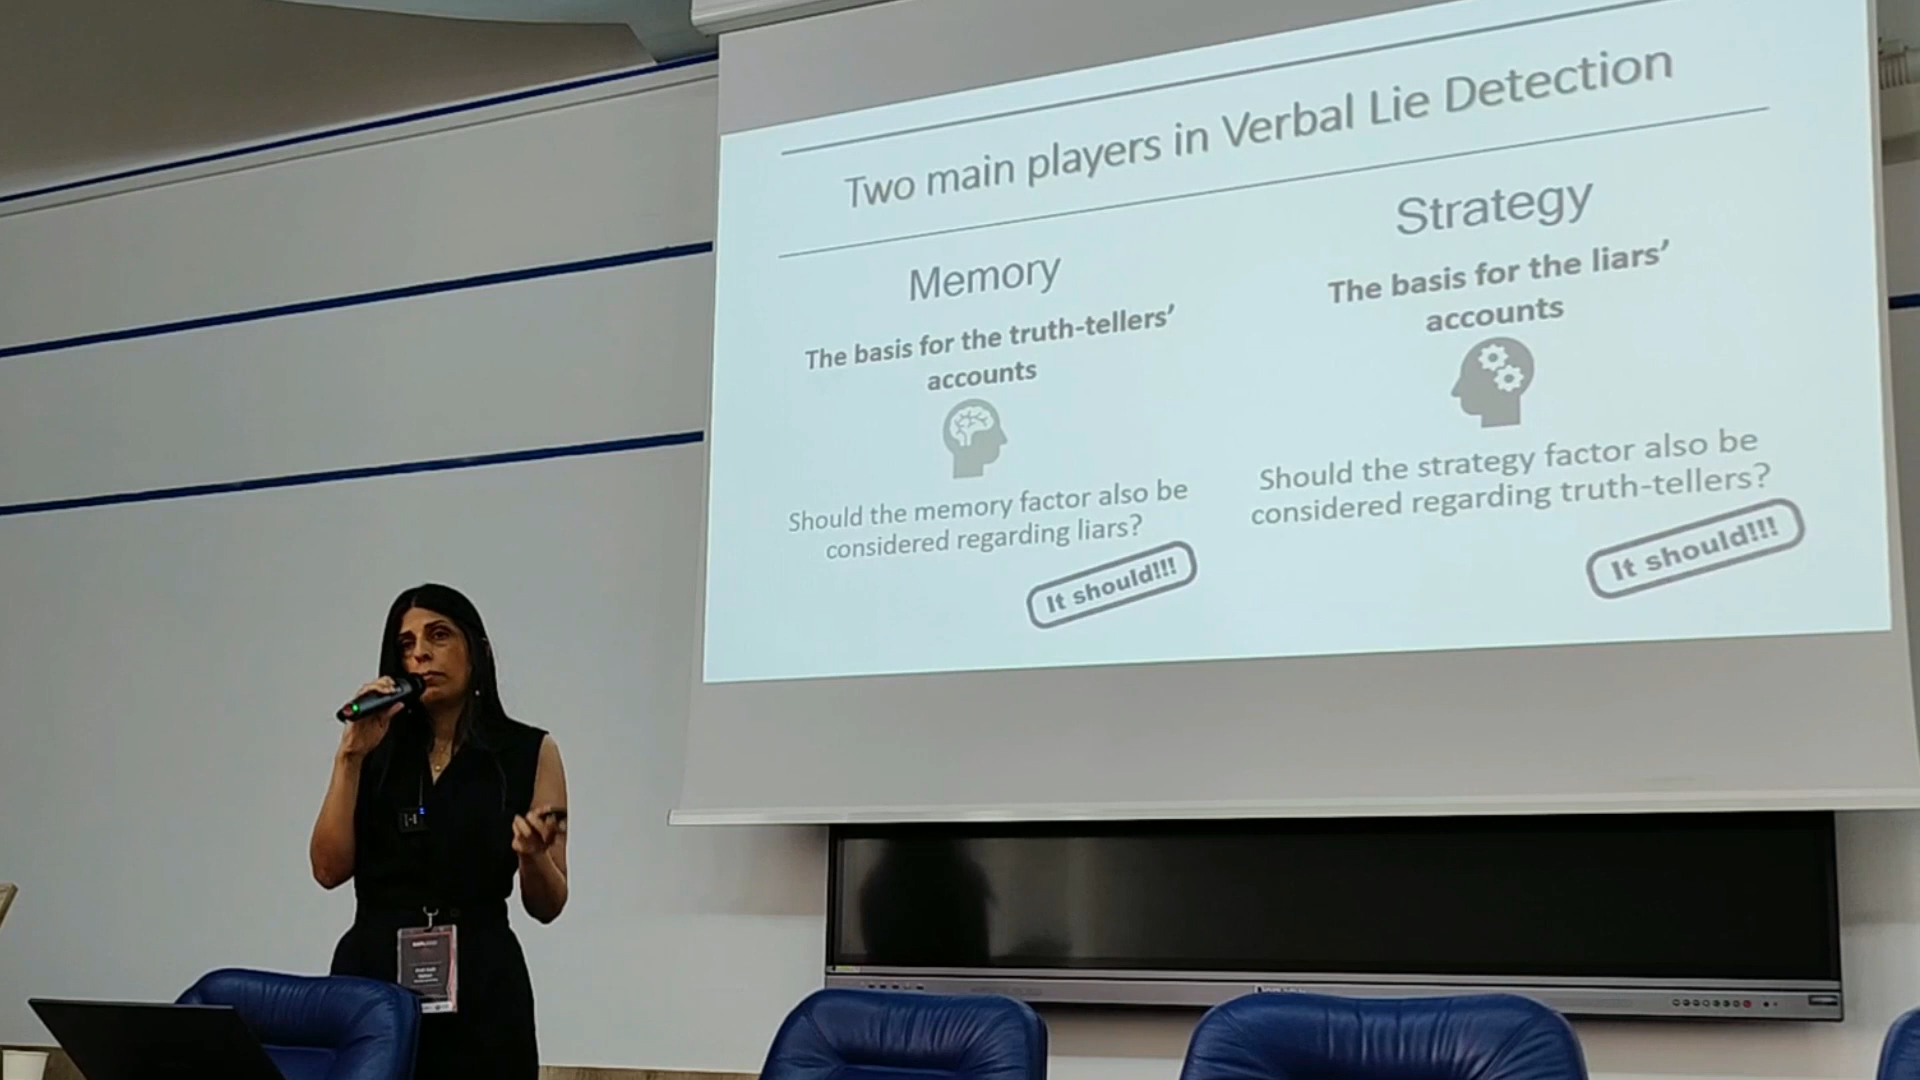 Two main players in Verbal Lie Detection
Memory
The basis for the truth-tellers’
accounts
Should the memory factor also be
considered regarding liars?
It should!!!
Strategy
The basis for the liars’
accounts
Should the strategy factor also be
considered regarding truth-tellers?
It should!!!